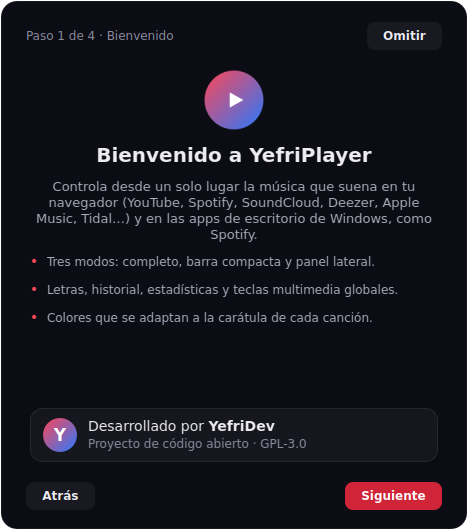 Paso 1 de 4 · Bienvenido
Omitir
Bienvenido a YefriPlayer
Controla desde un solo lugar la música que suena en tu
navegador (YouTube, Spotify, SoundCloud, Deezer, Apple
Music, Tidal...) y en las apps de escritorio de Windows, como
Spotify.
• Tres modos: completo, barra compacta y panel lateral.
• Letras, historial, estadísticas y teclas multimedia globales.
• Colores que se adaptan a la carátula de cada canción.
Y
Desarrollado por YefriDev
Proyecto de código abierto · GPL-3.0
Atrás
Siguiente